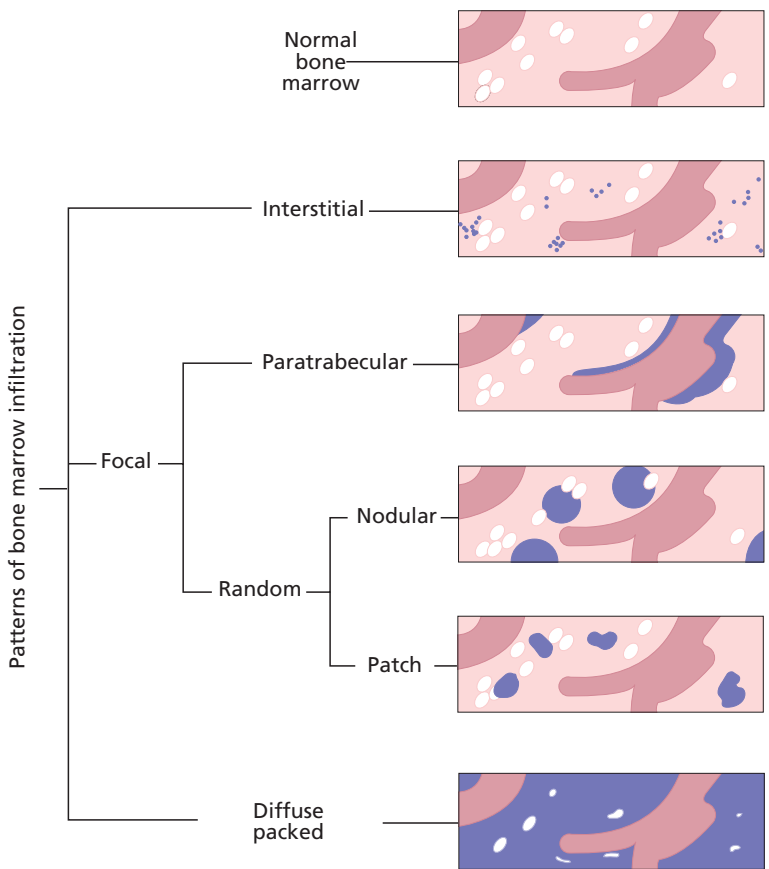 Normal
bone
marrow
Interstitial
Paratrabecular
Patterns of bone marrow infiltration
Focal
Nodular
Random
Patch
Diffuse
packed